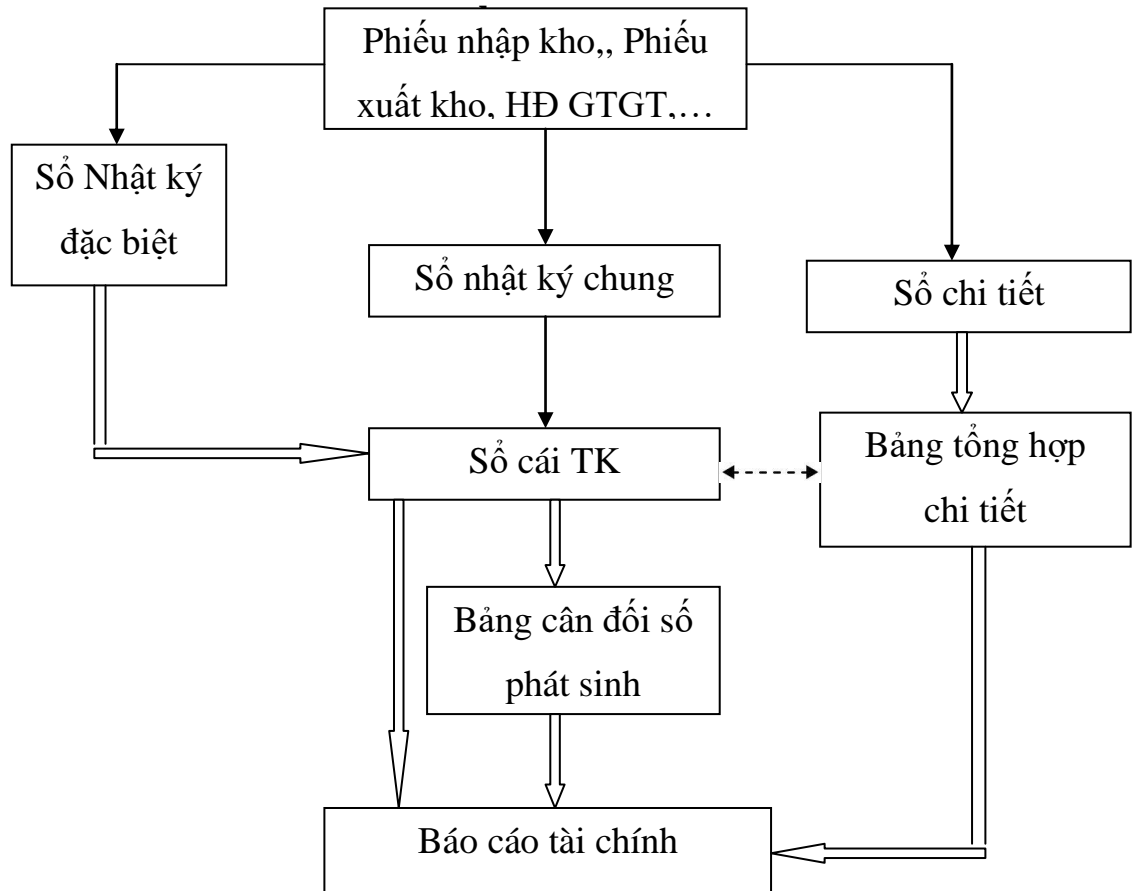 Phiếu nhập kho,, Phiếu
xuất kho, HĐ GTGT,…
Sổ Nhật ký
đặc biệt
Sổ nhật ký chung
Sổ chi tiết
Sổ cái TK
Bảng tổng hợp
chi tiết
Bảng cân đối số
phát sinh
Báo cáo tài chính